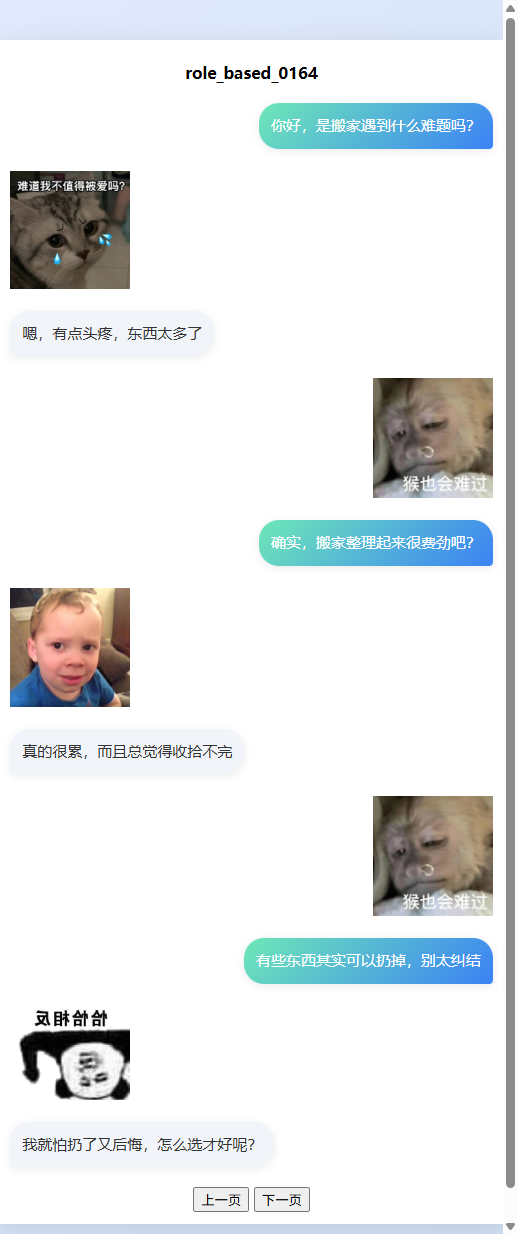 role_based_0164
你好，是搬家遇到什么难题吗？
难道我不值得被爱吗?
嗯，有点头疼，东西太多了
猴也会难过
确实，搬家整理起来很费劲吧？
真的很累，而且总觉得收拾不完
猴也会难过
有些东西其实可以扔掉，别太纠结
恰恰相反
我就怕扔了又后悔，怎么选才好呢？
上一页 下一页